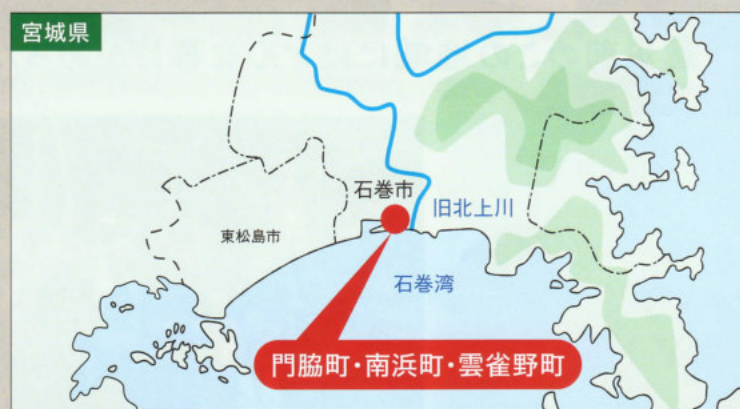 宮城県
石巻市
旧北上川
東松島市
石巻湾
門脇町・南浜町・雲雀野町